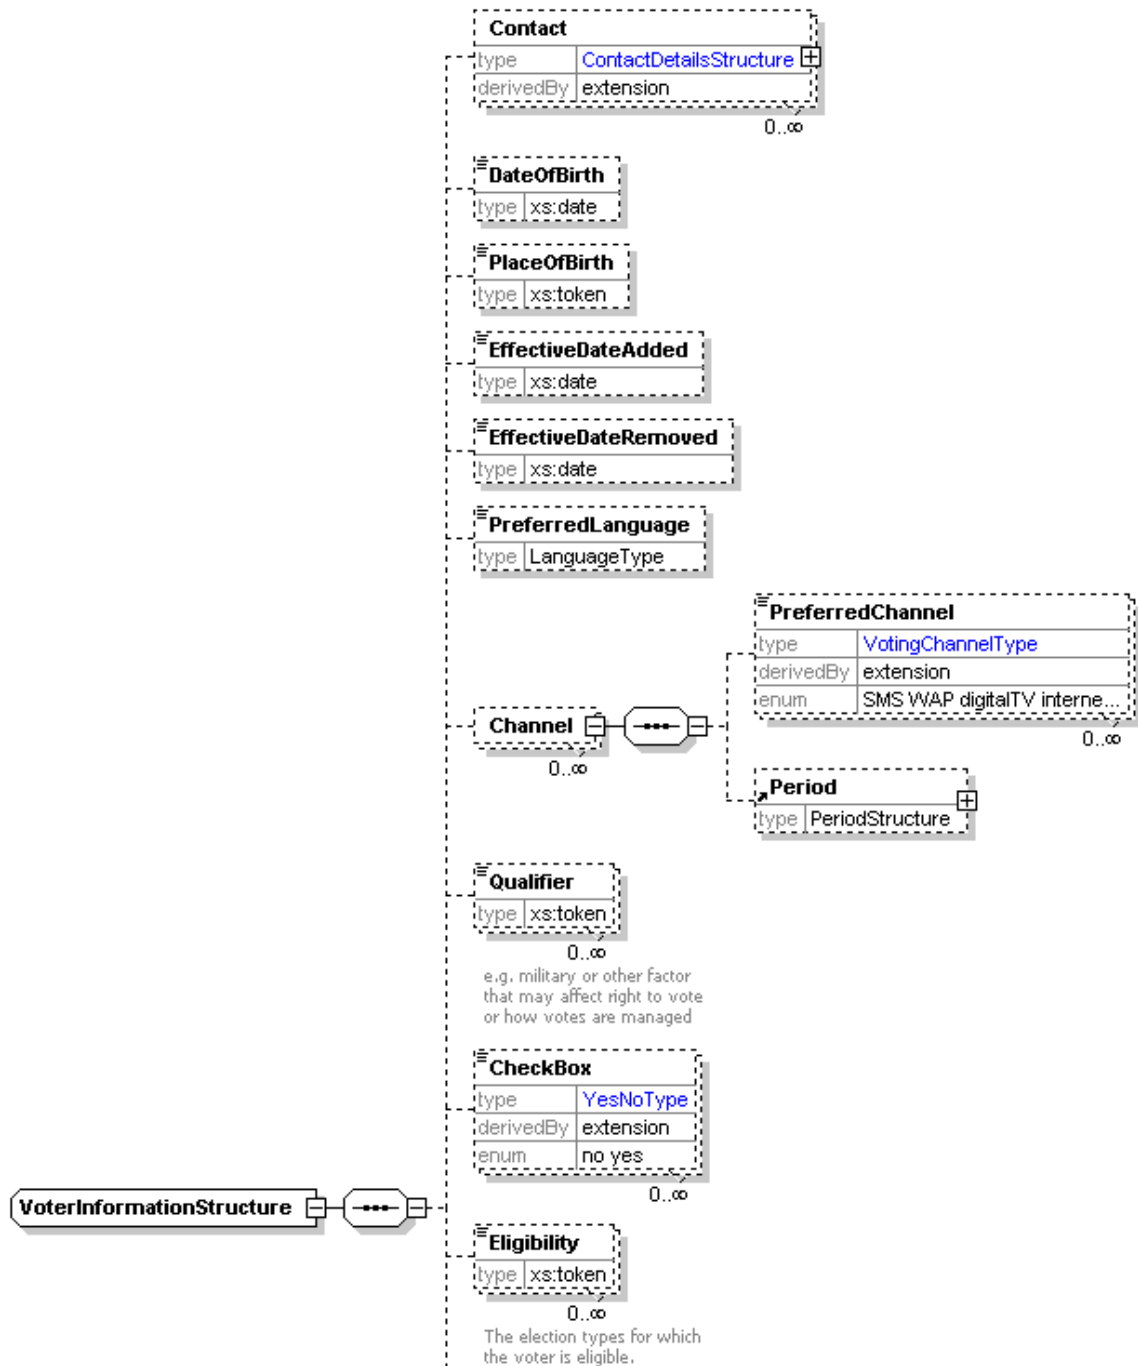 Contact
type ContactDetailsStructure
derivedBy extension
0..∞
DateOfBirth
type xs:date
PlaceOfBirth
type xs:token
EffectiveDateAdded
type xs:date
EffectiveDateRemoved
type xs:date
PreferredLanguage
type LanguageType
PreferredChannel
type VotingChannelType
derivedBy extension
enum SMS WAP digitalTV interne...
0..∞
Channel
0..∞
Period
type PeriodStructure
Qualifier
type xs:token
0..∞
e.g. military or other factor
that may affect right to vote
or how votes are managed
CheckBox
type YesNoType
derivedBy extension
enum no yes
0..∞
VoterInformationStructure
Eligibility
type xs:token
0..∞
The election types for which
the voter is eligible.